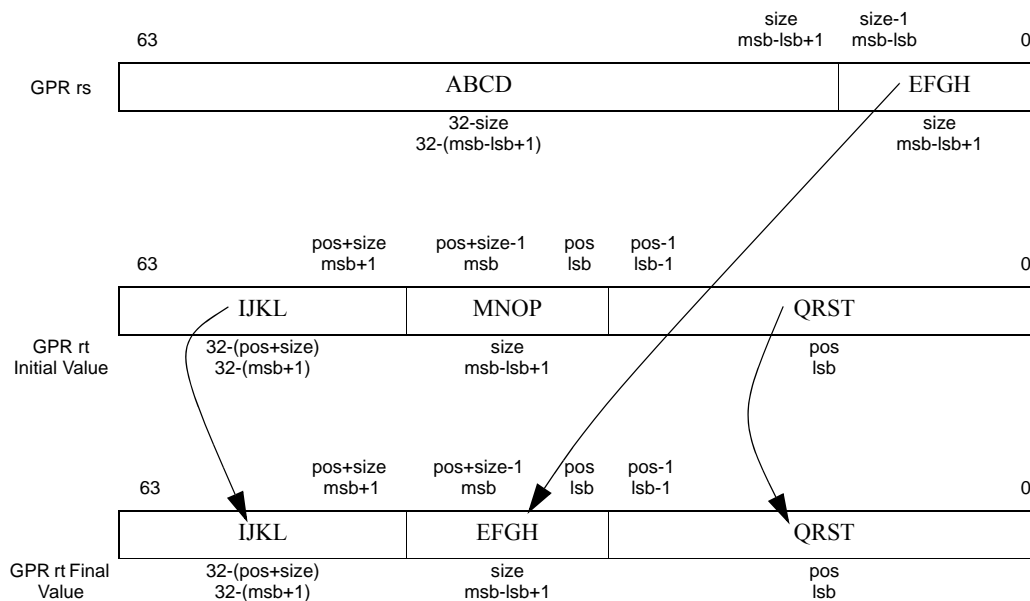 63 size size-1 0
msb-lsb+1 msb-lsb
GPR rs ABCD EFGH
32-size size
32-(msb-lsb+1) msb-lsb+1
63 pos+size pos+size-1 pos pos-1 0
msb+1 msb lsb lsb-1
IJKL MNOP QRST
GPR rt 32-(pos+size) size pos
Initial Value 32-(msb+1) msb-lsb+1 lsb
63 pos+size pos+size-1 pos pos-1 0
msb+1 msb lsb lsb-1
IJKL EFGH QRST
GPR rt Final 32-(pos+size) size pos
Value 32-(msb+1) msb-lsb+1 lsb